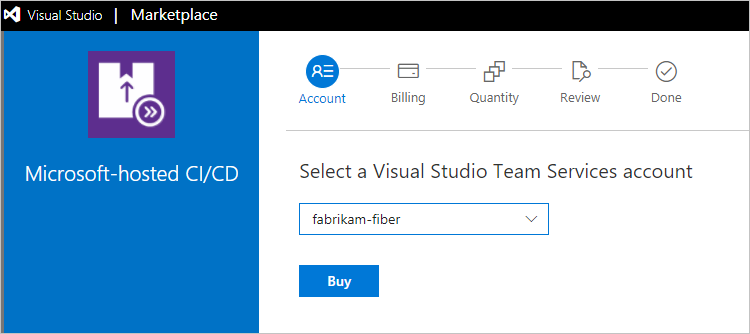 Visual Studio | Marketplace
Microsoft-hosted CI/CD
Account Billing Quantity Review Done
Select a Visual Studio Team Services account
fabrikam-fiber
Buy